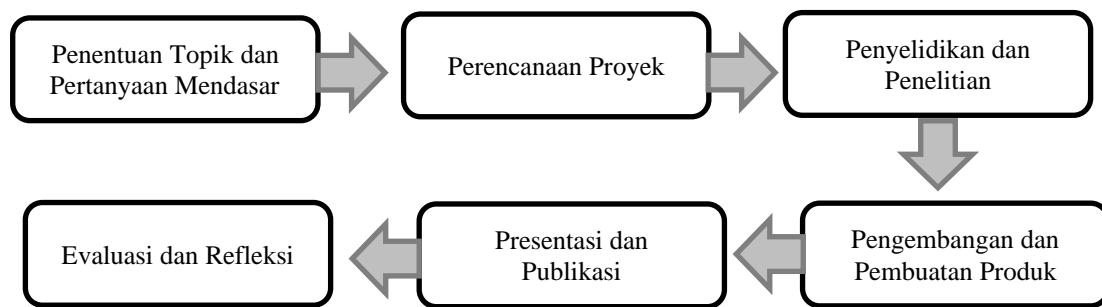 Penentuan Topik dan
Pertanyaan Mendasar
Perencanaan Proyek
Penyelidikan dan
Penelitian
Pengembangan dan
Pembuatan Produk
Presentasi dan
Publikasi
Evaluasi dan Refleksi